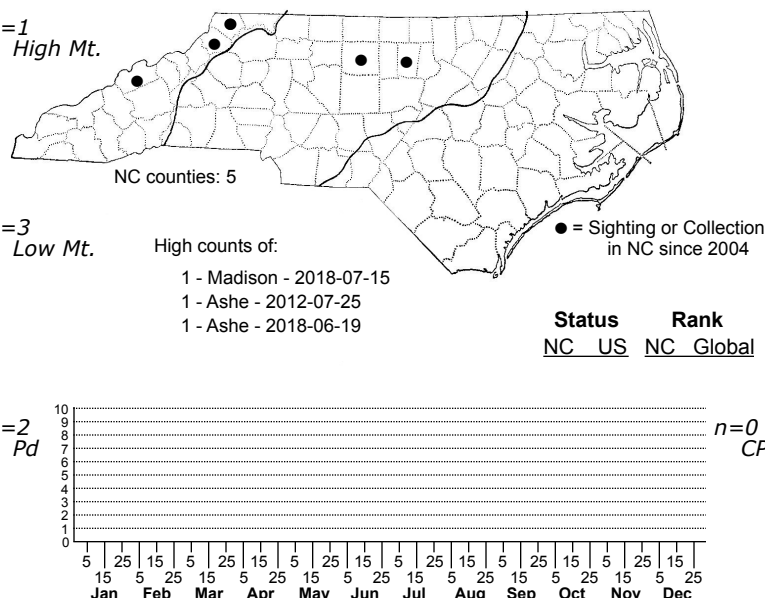 =1
High Mt.
NC counties: 5
=3
Low Mt.
High counts of:
1 - Madison - 2018-07-15
1 - Ashe - 2012-07-25
1 - Ashe - 2018-06-19
● = Sighting or Collection
in NC since 2004
Status Rank
NC US NC Global
=2
Pd
n=0
CP
10
9
8
7
6
5
4
3
2
1
0
5 25 15 5 25 15 5 25 15 5 25 15 5 25 15 5 25 15
15 5 25 15 5 25 15 5 25 15 5 25 15 5 25 15 5 25
Jan Feb Mar Apr May Jun Jul Aug Sep Oct Nov Dec